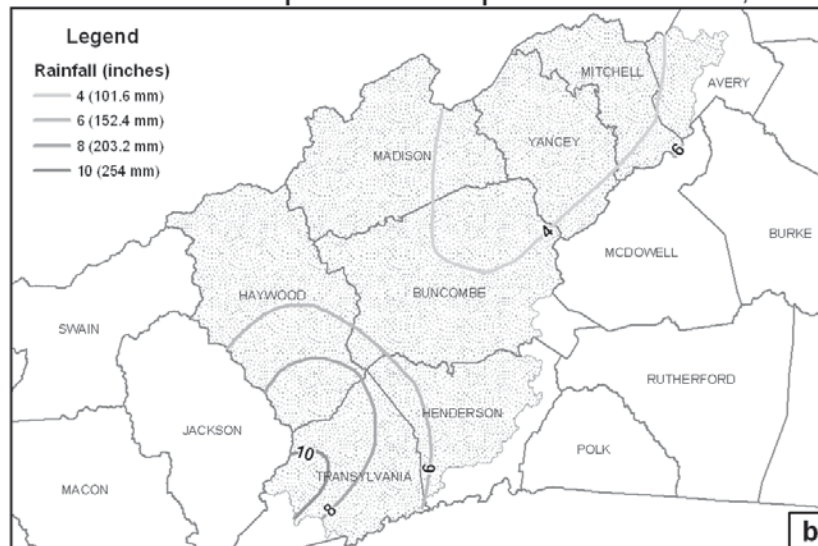 Legend
Rainfall (inches)
4 (101.6 mm)
6 (152.4 mm)
8 (203.2 mm)
10 (254 mm)
MITCHELL
AVERY
YANCEY
MADISON
6
4
BURKE
MCDOWELL
HAYWOOD
BUNCOMBE
SWAIN
RUTHERFORD
HENDERSON
JACKSON
POLK
10
6
TRANSYLVANIA
MACON
8
b